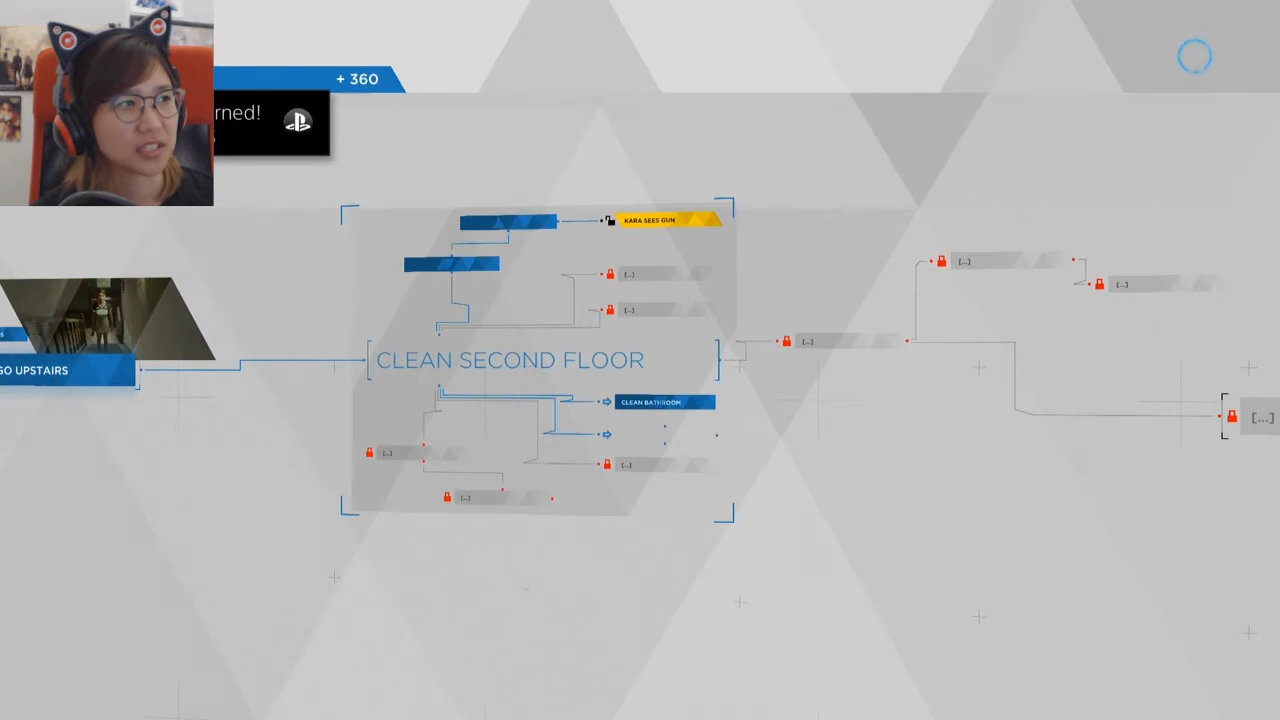 + 360
rned!
KARA SEES GUN
[...]
[...]
[...]
[...]
[...]
GO UPSTAIRS
CLEAN SECOND FLOOR
CLEAN BATHROOM
[...]
[...]
[...]
[...]